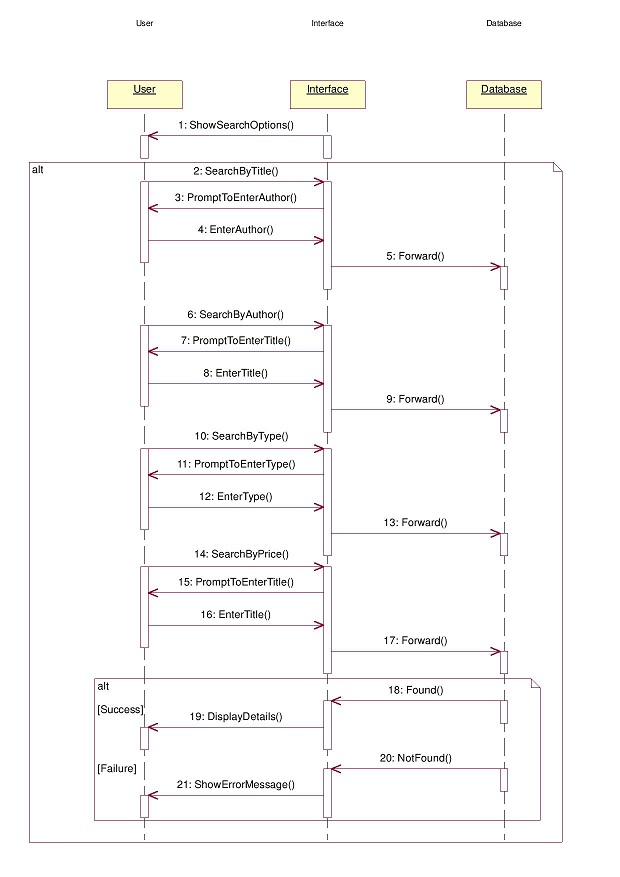 User Interface Database
User Interface Database
1: ShowSearchOptions()
alt
2: SearchByTitle()
3: PromptToEnterAuthor()
4: EnterAuthor()
5: Forward()
6: SearchByAuthor()
7: PromptToEnterTitle()
8: EnterTitle()
9: Forward()
10: SearchByType()
11: PromptToEnterType()
12: EnterType()
13: Forward()
14: SearchByPrice()
15: PromptToEnterTitle()
16: EnterTitle()
17: Forward()
alt
18: Found()
[Success]
19: DisplayDetails()
20: NotFound()
[Failure]
21: ShowErrorMessage()